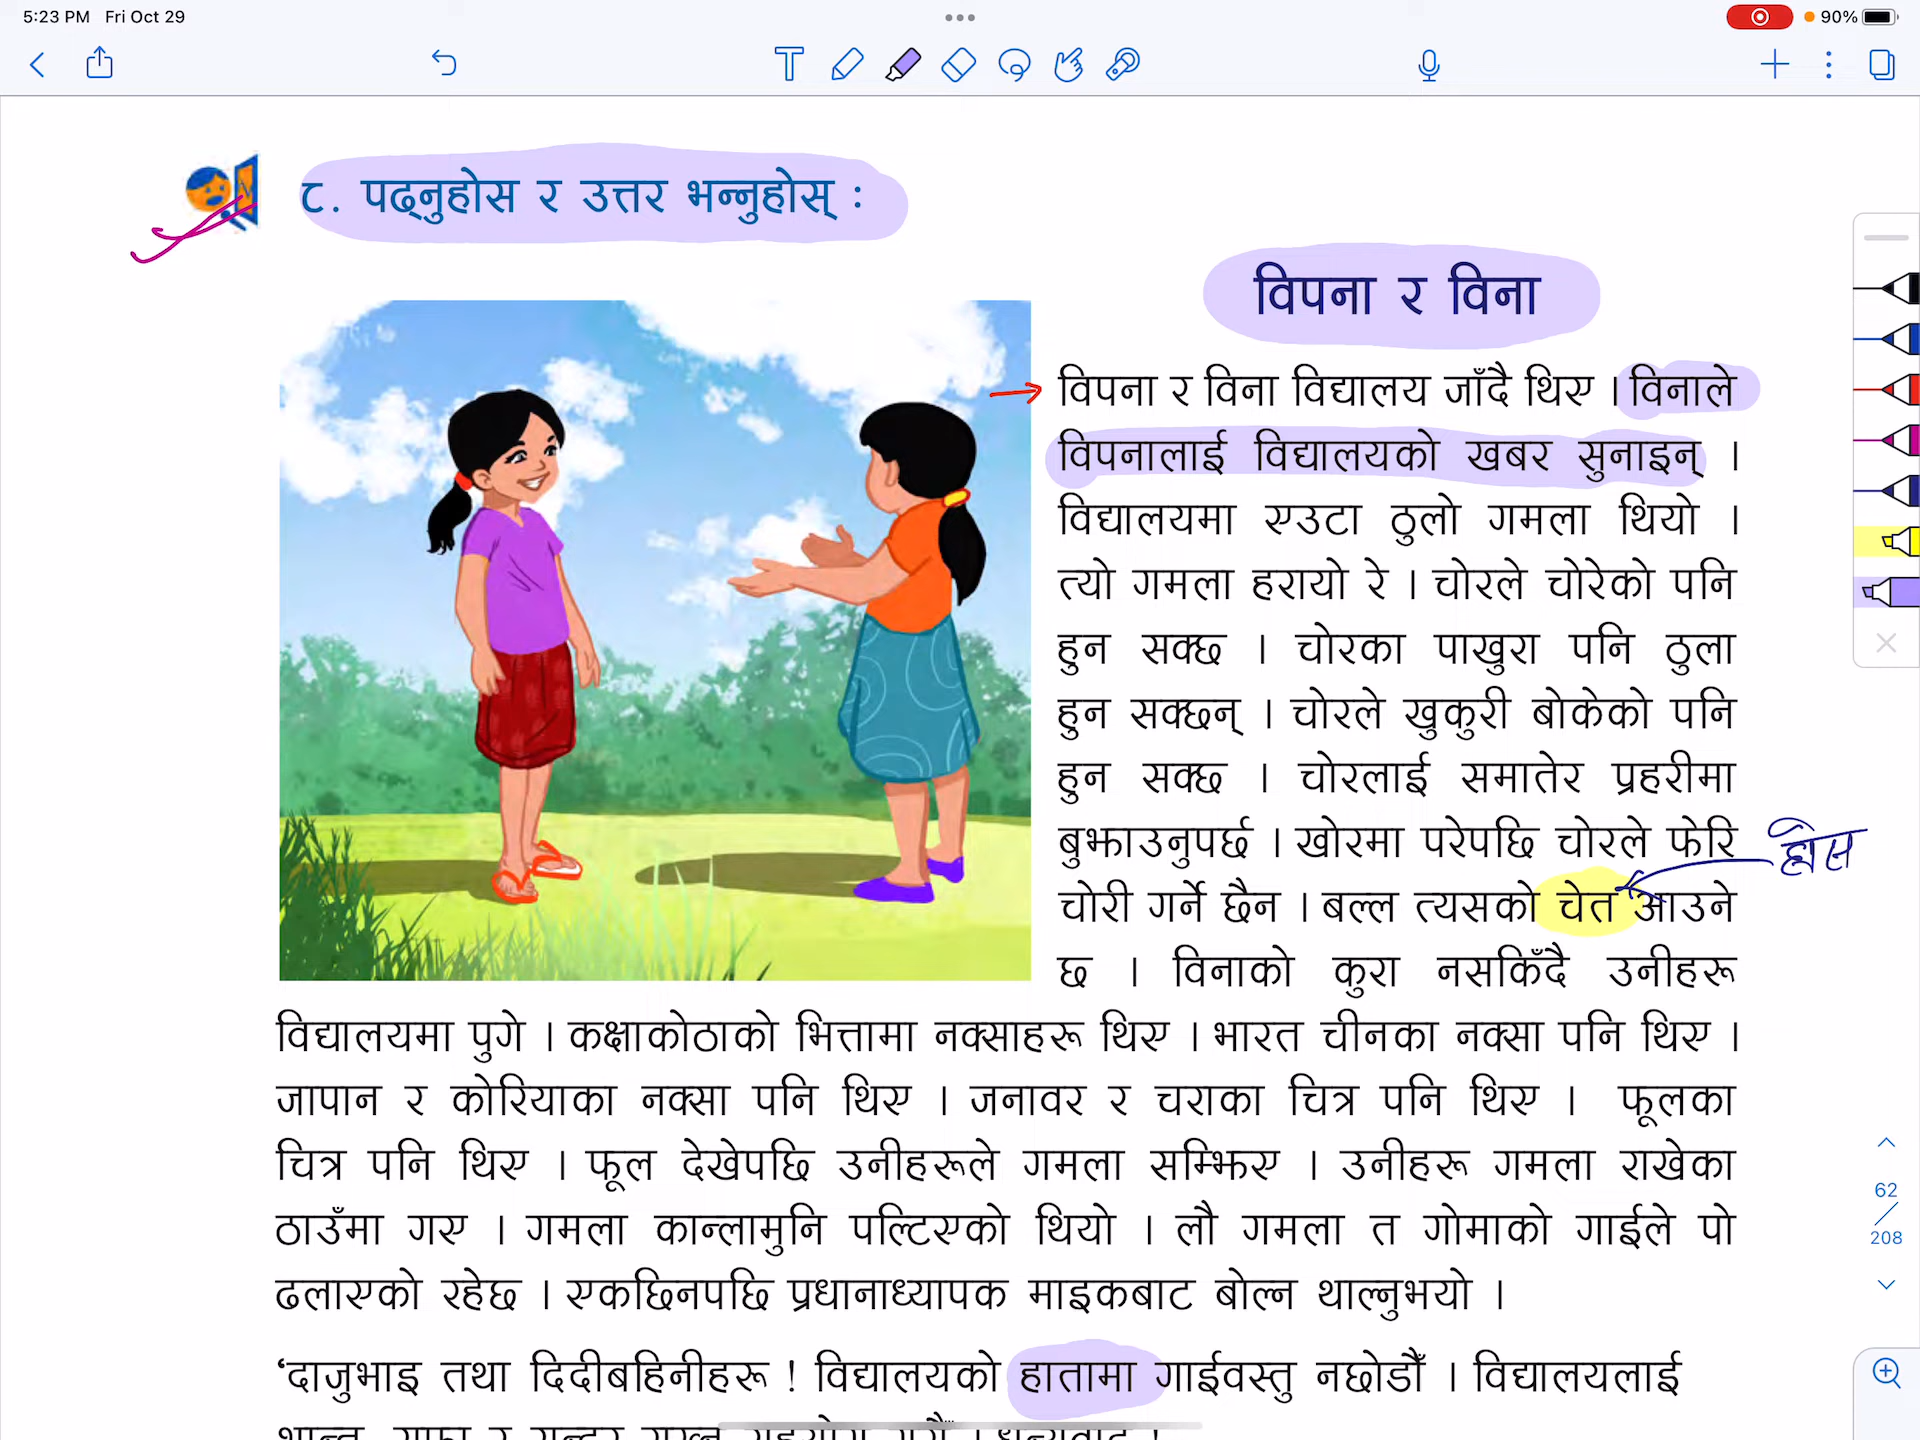 5:23 PM Fri Oct 29
90%
८. पढ्नुहोस र उत्तर भन्नुहोस् :
विपना र विना
विपना र विना विद्यालय जाँदै थिए । विनाले
विपनालाई विद्यालयको खबर सुनाइन् ।
विद्यालयमा एउटा ठुलो गमला थियो ।
त्यो गमला हरायो रे । चोरले चोरेको पनि
हुन सक्छ । चोरका पाखुरा पनि ठुला
हुन सक्छन् । चोरले खुकुरी बोकेको पनि
हुन सक्छ । चोरलाई समातेर प्रहरीमा
बुझाउनुपर्छ । खोरमा परेपछि चोरले फेरि
होस
चोरी गर्ने छैन । बल्ल त्यसको चेत आउने
छ । विनाको कुरा नसकिँदै उनीहरू
विद्यालयमा पुगे । कक्षाकोठाको भित्तामा नक्साहरू थिए । भारत चीनका नक्सा पनि थिए ।
जापान र कोरियाका नक्सा पनि थिए । जनावर र चराका चित्र पनि थिए । फूलका
चित्र पनि थिए । फूल देखेपछि उनीहरूले गमला सम्झिए । उनीहरू गमला राखेका
ठाउँमा गए । गमला कान्लामुनि पल्टिएको थियो । लौ गमला त गोमाको गाईले पो
ढलाएको रहेछ । एकछिनपछि प्रधानाध्यापक माइकबाट बोल्न थाल्नुभयो ।
‘दाजुभाइ तथा दिदीबहिनीहरू ! विद्यालयको हातामा गाईवस्तु नछोडौँ । विद्यालयलाई
62
208